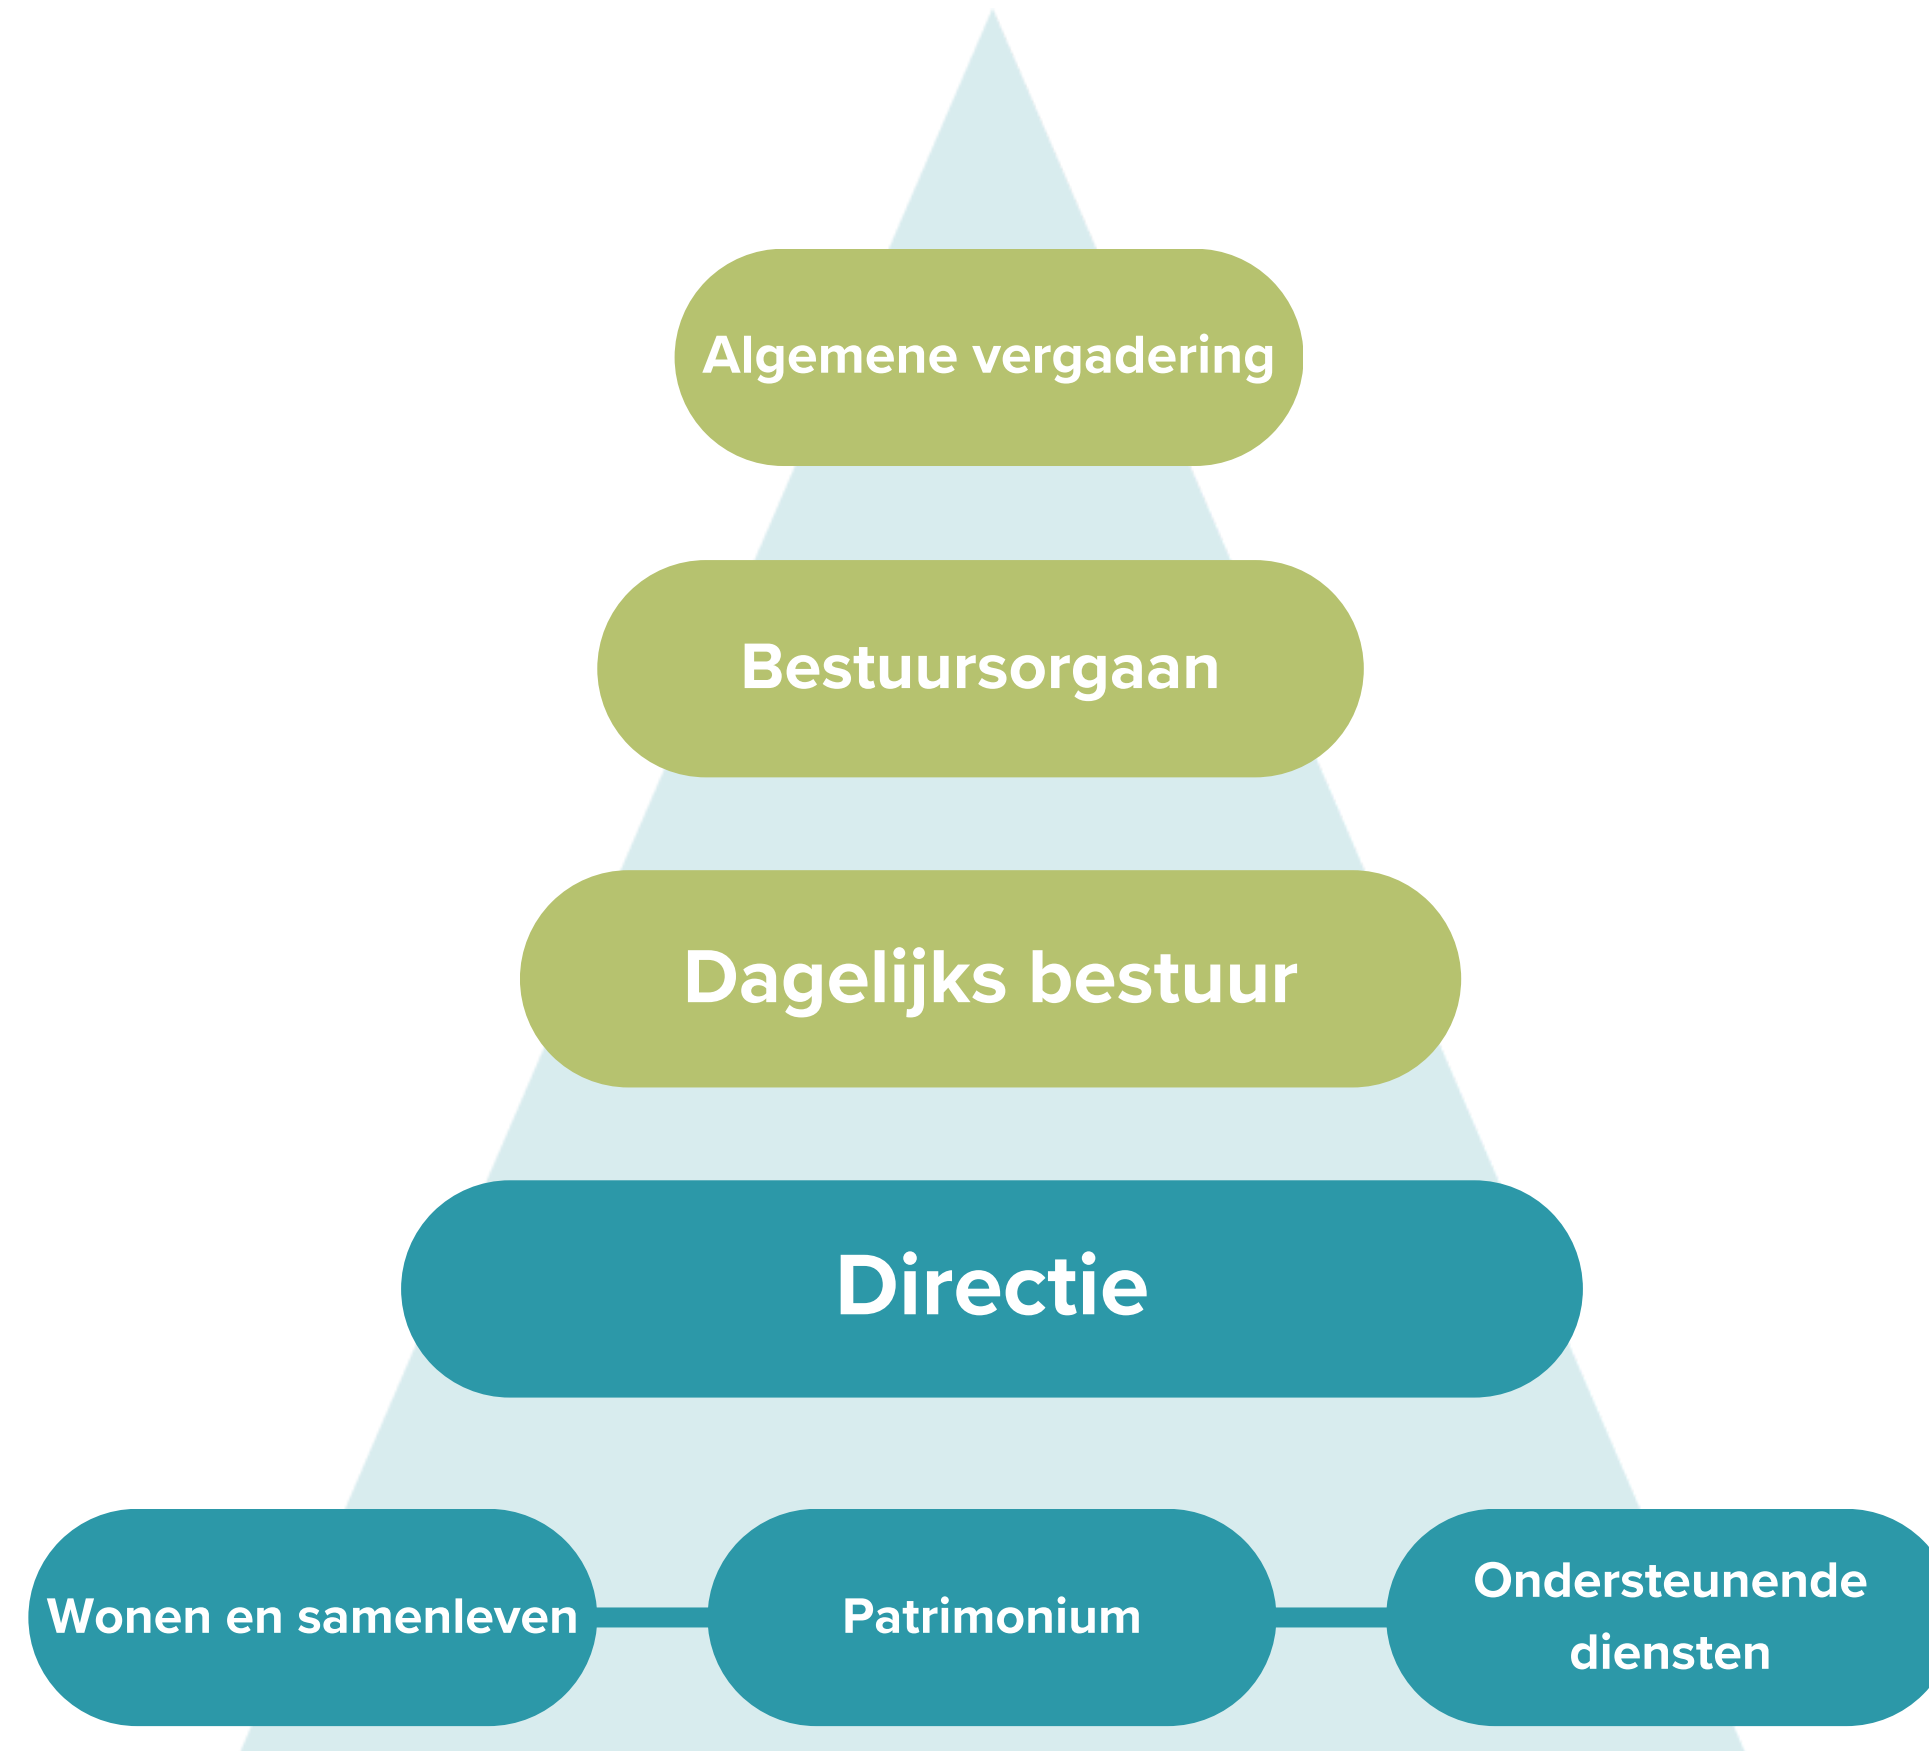 Algemene vergadering
Bestuursorgaan
Dagelijks bestuur
Directie
Wonen en samenleven
Patrimonium
Ondersteunende
diensten